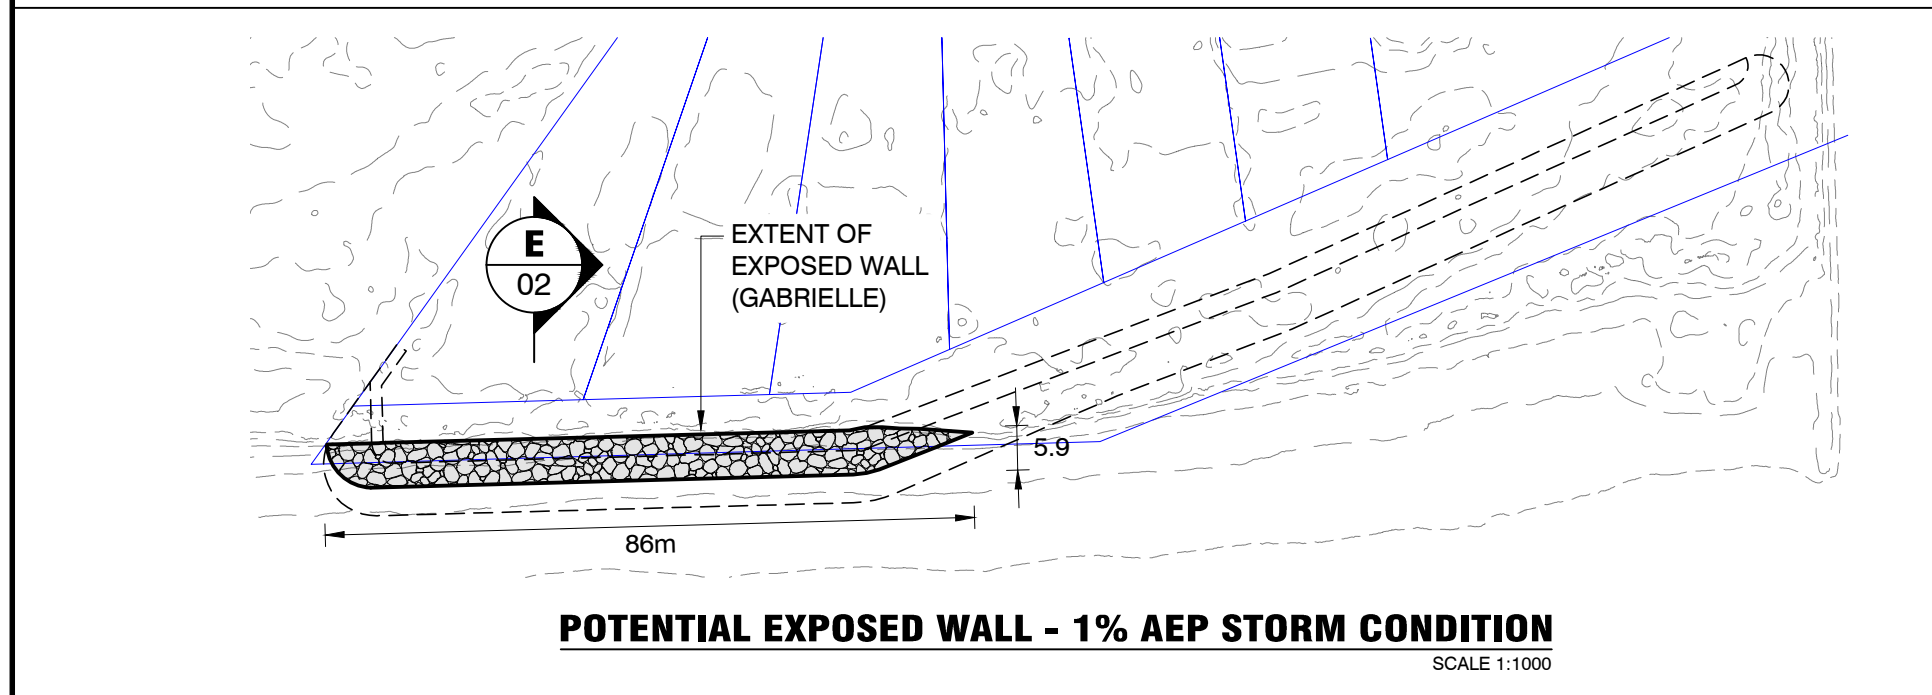 E
02
EXTENT OF
EXPOSED WALL
(GABRIELLE)
5.9
86m
POTENTIAL EXPOSED WALL - 1% AEP STORM CONDITION
SCALE 1:1000